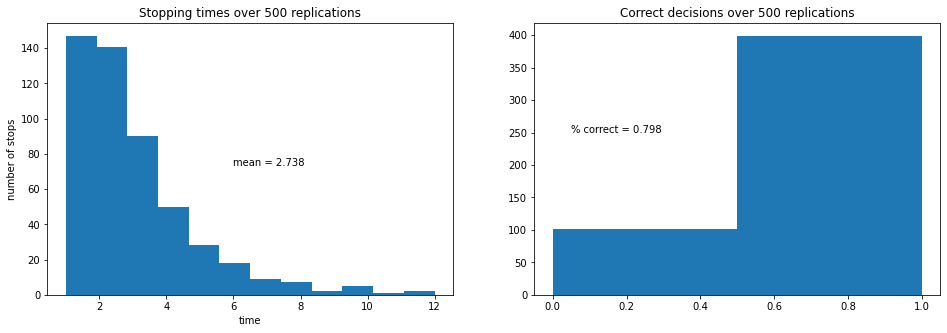 Stopping times over 500 replications
140
120
100
80
60
40
20
0
number of stops
mean = 2.738
2 4 6 8 10 12
time
Correct decisions over 500 replications
400
350
300
250
200
150
100
50
0
% correct = 0.798
0.0 0.2 0.4 0.6 0.8 1.0